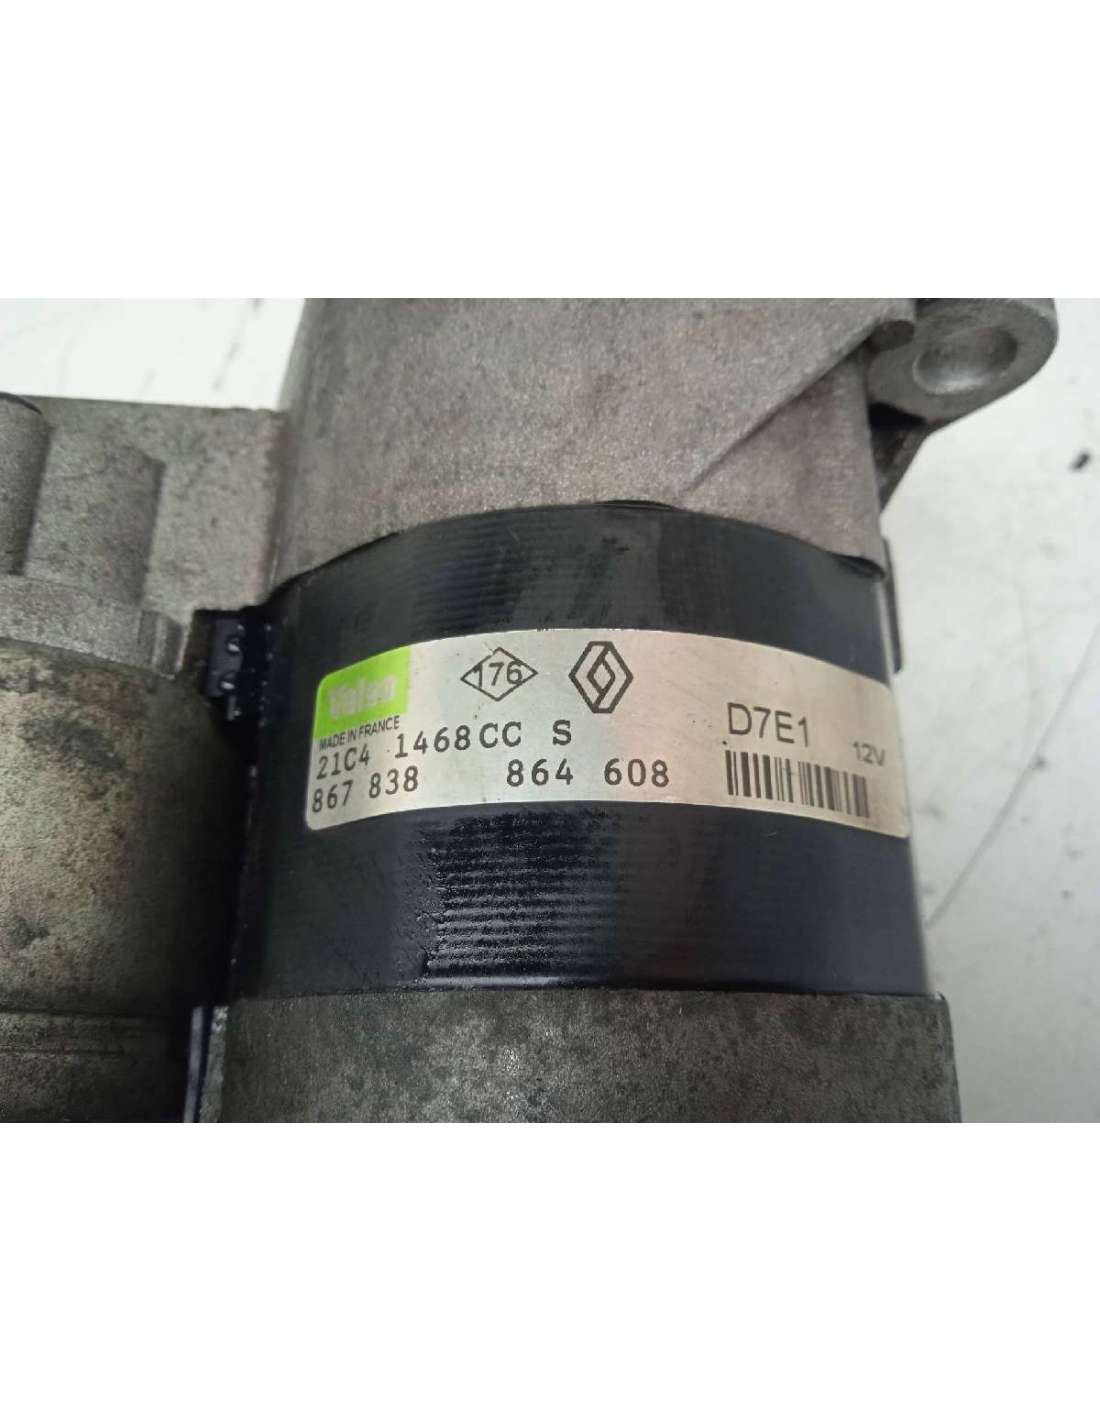 Valeo
176
MADE IN FRANCE
21C4 1468CC S
867 838 864 608
D7E1 12V